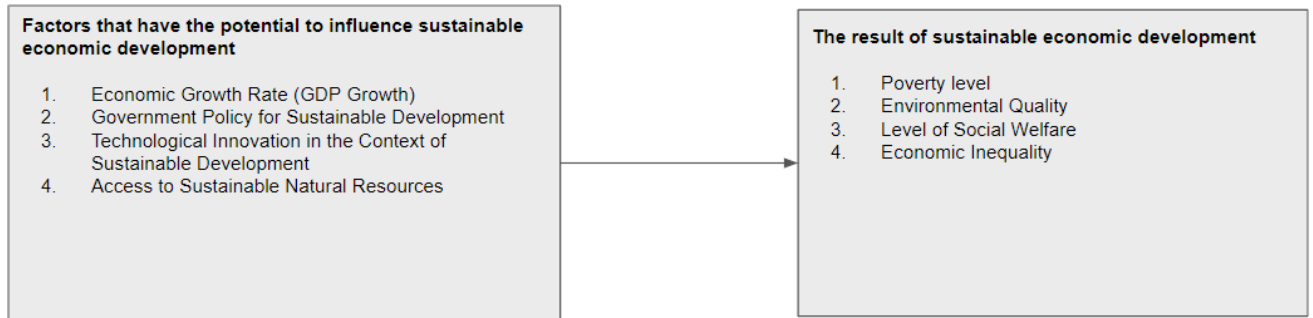 Factors that have the potential to influence sustainable
economic development
1. Economic Growth Rate (GDP Growth)
2. Government Policy for Sustainable Development
3. Technological Innovation in the Context of
Sustainable Development
4. Access to Sustainable Natural Resources
The result of sustainable economic development
1. Poverty level
2. Environmental Quality
3. Level of Social Welfare
4. Economic Inequality